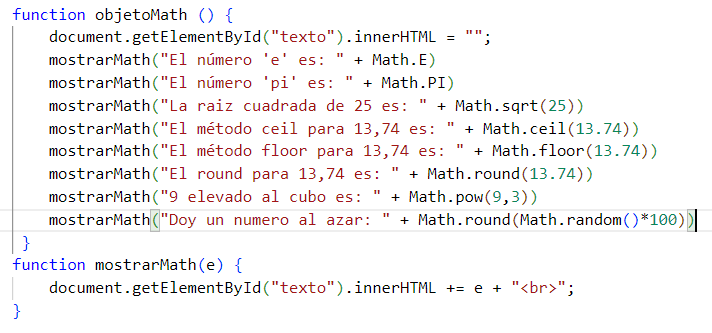 function objetoMath () {
    document.getElementById("texto").innerHTML = "";
    mostrarMath("El número 'e' es: " + Math.E)
    mostrarMath("El número 'pi' es: " + Math.PI)
    mostrarMath("La raiz cuadrada de 25 es: " + Math.sqrt(25))
    mostrarMath("El método ceil para 13,74 es: " + Math.ceil(13.74))
    mostrarMath("El método floor para 13,74 es: " + Math.floor(13.74))
    mostrarMath("El round para 13,74 es: " + Math.round(13.74))
    mostrarMath("9 elevado al cubo es: " + Math.pow(9,3))
    mostrarMath("Doy un numero al azar: " + Math.round(Math.random()*100))
 }
function mostrarMath(e) {
    document.getElementById("texto").innerHTML += e + "<br>";
}